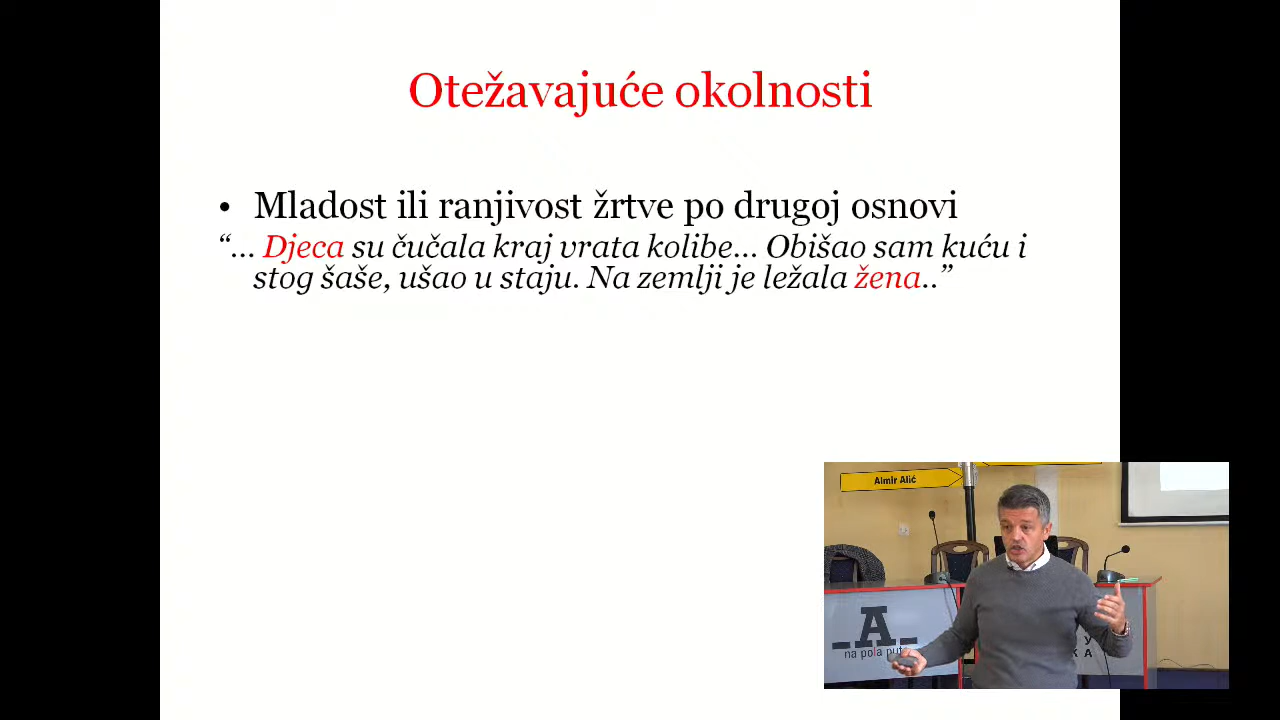 Otežavajuće okolnosti
• Mladost ili ranjivost žrtve po drugoj osnovi
“... Djeca su čučala kraj vrata kolibe... Obišao sam kuću i
stog šaše, ušao u staju. Na zemlji je ležala žena..”
Almir Alić
A
na pola puta
У
К А